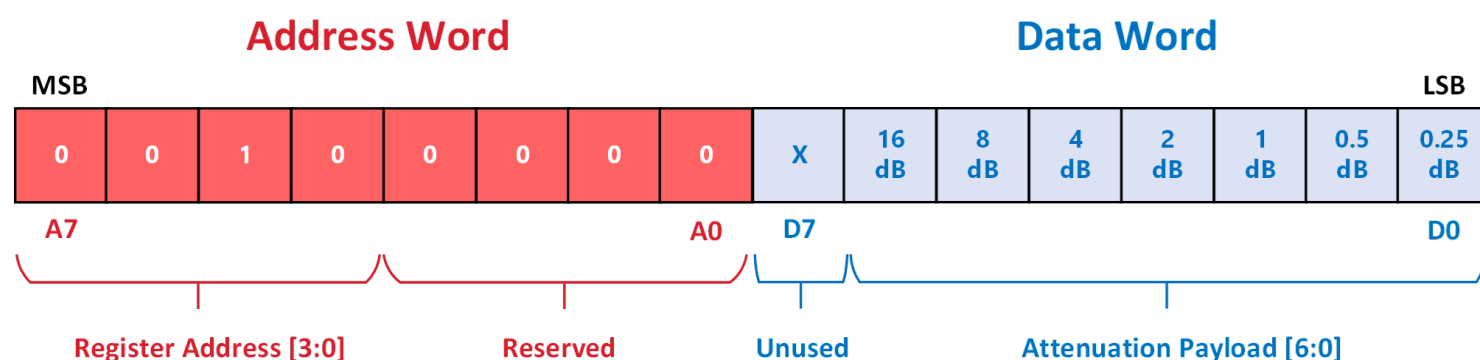 Address Word Data Word
MSB LSB
0 0 1 0 0 0 0 0 X 16 dB 8 dB 4 dB 2 dB 1 dB 0.5 dB 0.25 dB
A7 A0 D7 D0
Register Address [3:0] Reserved Unused Attenuation Payload [6:0]